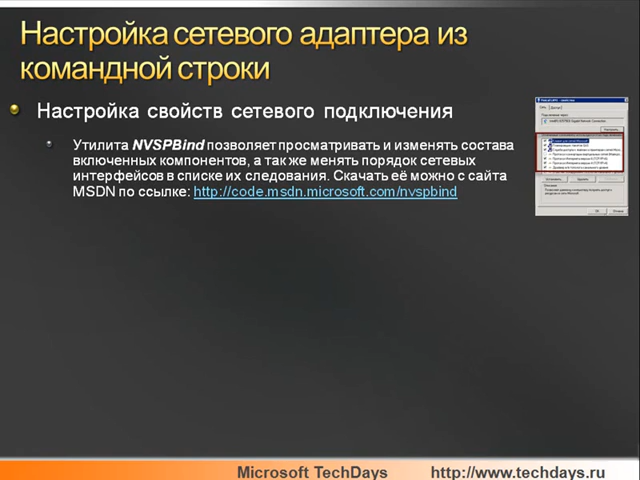 Настройка сетевого адаптера из
командной строки
Настройка свойств сетевого подключения
Утилита NVSPBind позволяет просматривать и изменять состава
включенных компонентов, а так же менять порядок сетевых
интерфейсов в списке их следования. Скачать её можно с сайта
MSDN по ссылке: http://code.msdn.microsoft.com/nvspbind
Microsoft TechDays http://www.techdays.ru